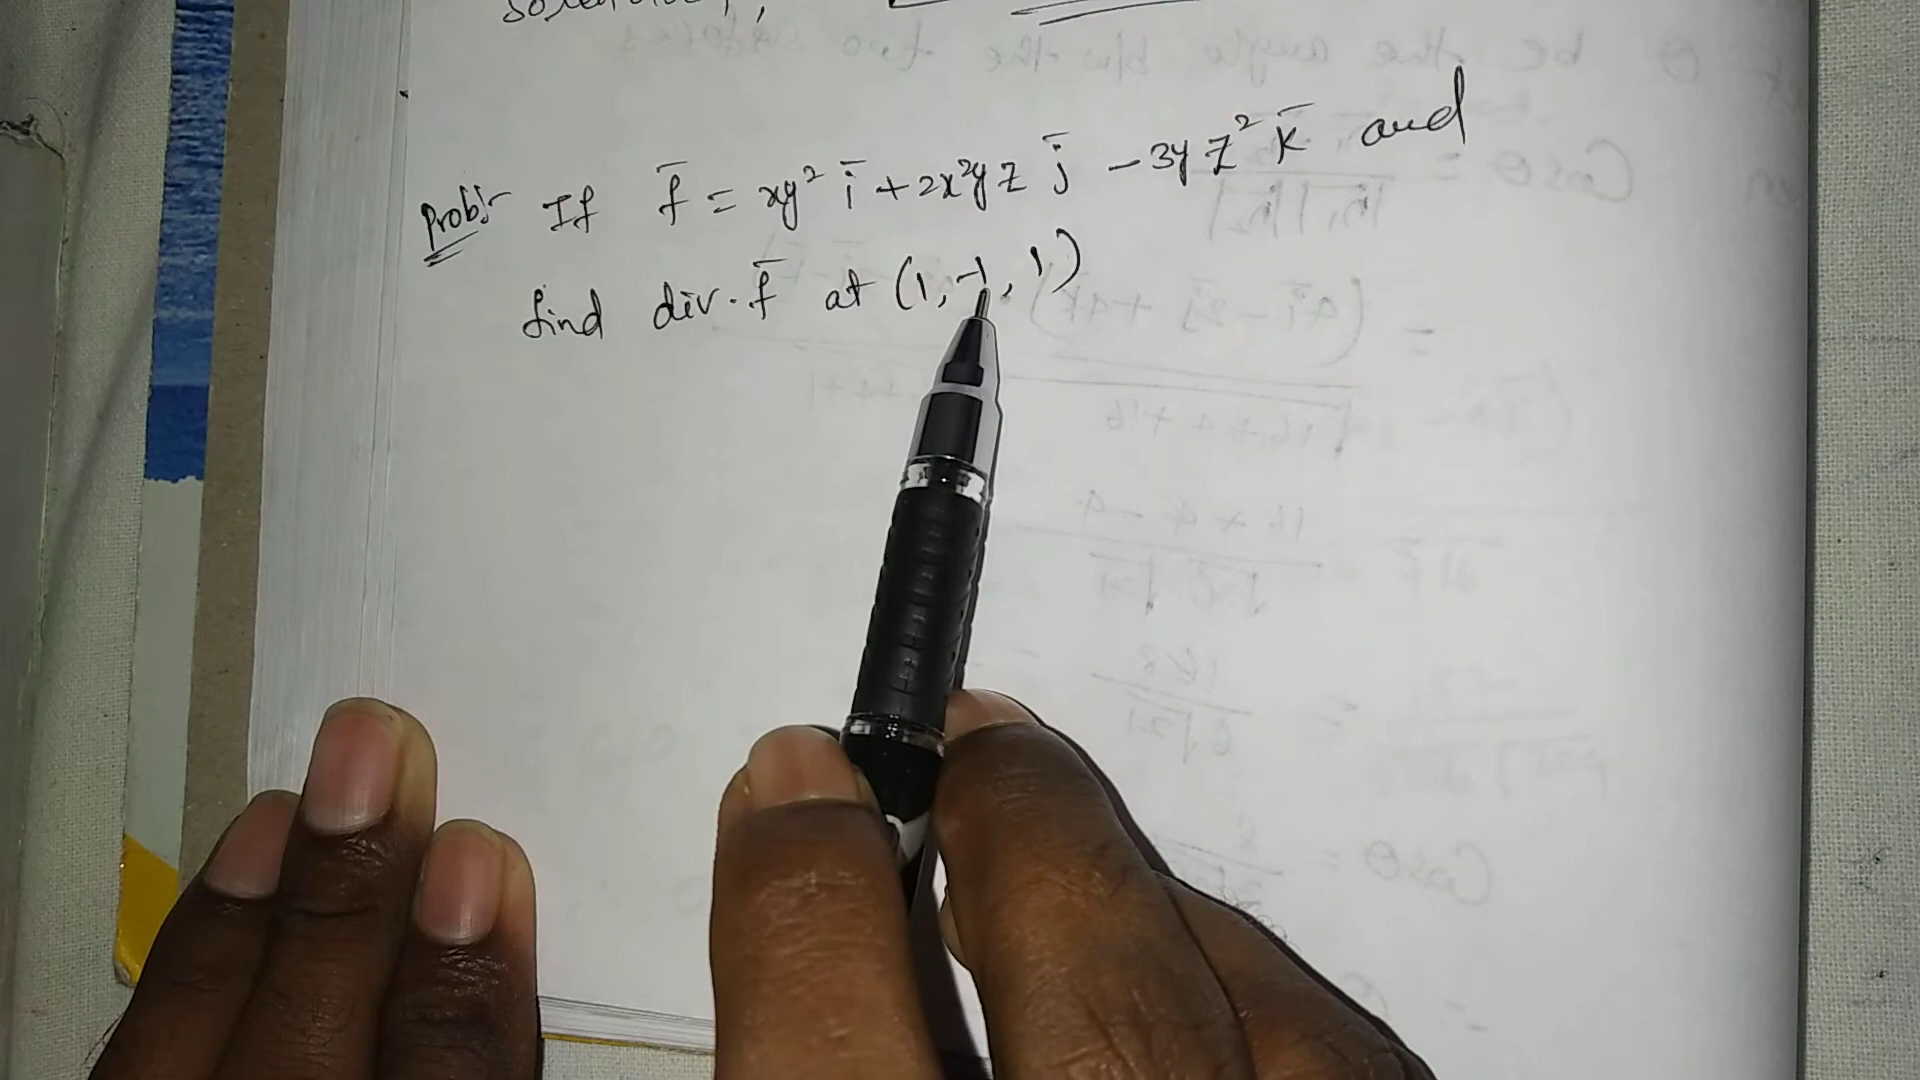 Prob:- If f̄ = xy² ī + 2x²yz j̄ - 3yz² k̄ and
find div. f̄ at (1, -1, 1)